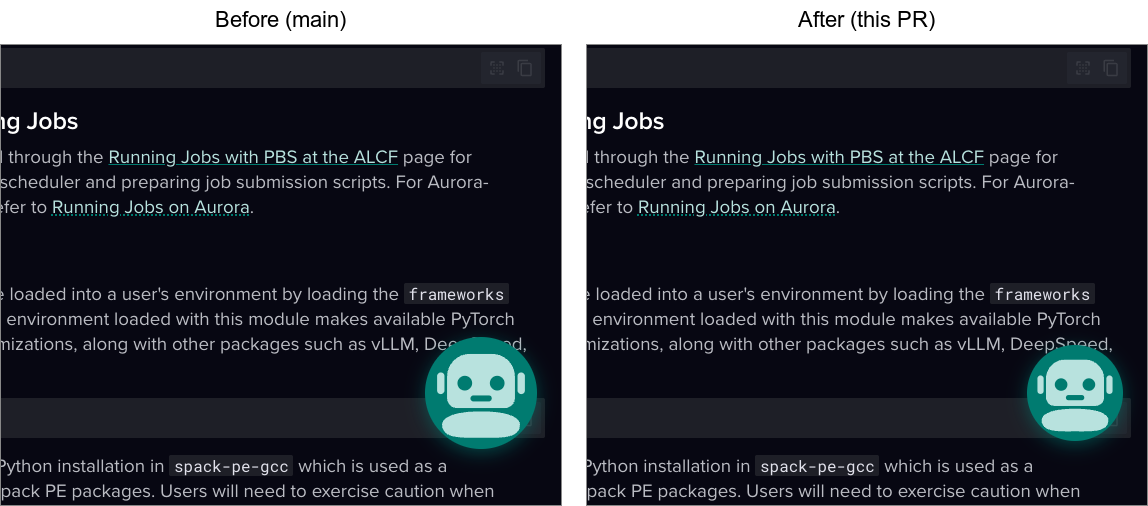 Before (main)
ng Jobs
through the Running Jobs with PBS at the ALCF page for
scheduler and preparing job submission scripts. For Aurora-
efer to Running Jobs on Aurora.
loaded into a user's environment by loading the frameworks
environment loaded with this module makes available PyTorch
mizations, along with other packages such as vLLM,
Python installation in spack-pe-gcc which is used as a
pack PE packages. Users will need to exercise caution when
After (this PR)
ng Jobs
through the Running Jobs with PBS at the ALCF page for
scheduler and preparing job submission scripts. For Aurora-
efer to Running Jobs on Aurora.
loaded into a user's environment by loading the frameworks
environment loaded with this module makes available PyTorch
mizations, along with other packages such as vLLM, DeepSpeed,
Python installation in spack-pe-gcc which is used as a
pack PE packages. Users will need to exercise caution when